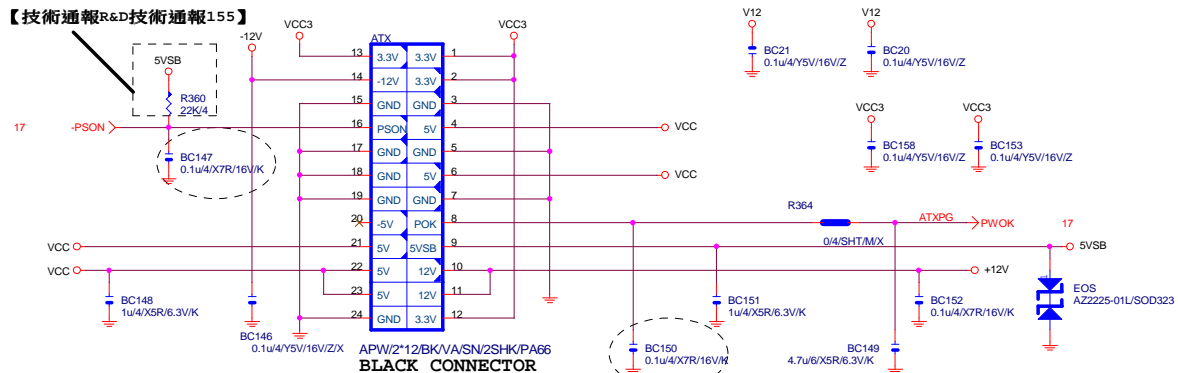 【技術通報R&D技術通報155】
5VSB
R360
22K/4
17
-PSON
BC147
0.1u/4/X7R/16V/K
-12V
VCC3
ATX
VCC3
13 3.3V 3.3V 1
14 -12V 3.3V 2
15 GND GND 3
16 PSON 5V 4
17 GND GND 5
18 GND 5V 6
19 GND GND 7
20 -5V POK 8
21 5V 5VSB 9
22 5V 12V 10
23 5V 12V 11
24 GND 3.3V 12
VCC
VCC
VCC
VCC
BC148
1u/4/X5R/6.3V/K
BC146
0.1u/4/Y5V/16V/Z/X
APW/2*12/BK/VA/SN/2SHK/PA66
BLACK CONNECTOR
V12
BC21
0.1u/4/Y5V/16V/Z
V12
BC20
0.1u/4/Y5V/16V/Z
VCC3
BC158
0.1u/4/Y5V/16V/Z
VCC3
BC153
0.1u/4/Y5V/16V/Z
R364
0/4/SHT/M/X
ATXPG
PWOK
17
5VSB
+12V
BC150
0.1u/4/X7R/16V/K
BC151
1u/4/X5R/6.3V/K
BC149
4.7u/6/X5R/6.3V/K
BC152
0.1u/4/X7R/16V/K
EOS
AZ2225-01L/SOD323